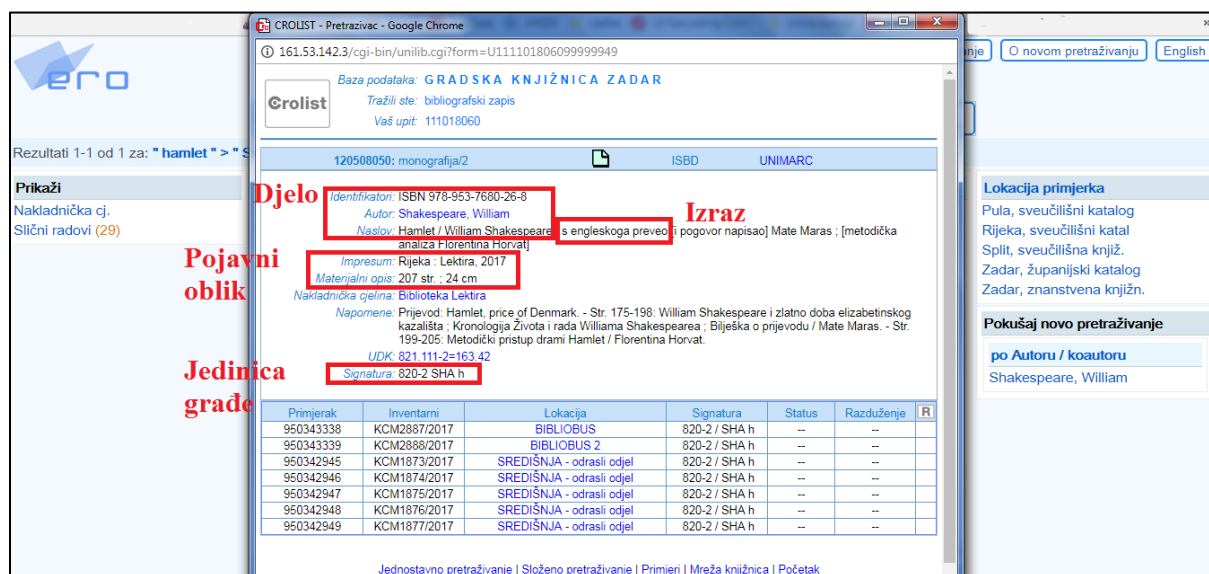 CROLIST - Pretrazivac - Google Chrome
161.53.142.3/cgi-bin/unilib.cgi?form=U111101806099999949
nje
O novom pretraživanju
English
ero
Crolist
Baza podataka: GRADSKA KNJIŽNICA ZADAR
Tražili ste: bibliografski zapis
Vaš upit: 111018060
Rezultati 1-1 od 1 za: " hamlet " > " S
120508050: monografija/2
ISBD
UNIMARC
Prikaži
Nakladnička cj.
Slični radovi (29)
Djelo
Izraz
Pojavni
oblik
Jedinica
građe
Identifikatori: ISBN 978-953-7680-26-8
Autor: Shakespeare, William
Naslov: Hamlet / William Shakespeare s engleskoga preveo i pogovor napisao] Mate Maras ; [metodička
analiza Florentina Horvat]
Impresum: Rijeka : Lektira, 2017
Materijalni opis: 207 str. ; 24 cm
Nakladnička cjelina: Biblioteka Lektira
Napomene: Prijevod: Hamlet, price of Denmark. - Str. 175-198: William Shakespeare i zlatno doba elizabetinskog
kazališta ; Kronologija Života i rada Williama Shakespearea ; Bilješka o prijevodu / Mate Maras. - Str.
199-205: Metodički pristup drami Hamlet / Florentina Horvat.
UDK: 821.111-2=163.42
Signatura: 820-2 SHA h
Primjerak Inventarni Lokacija Signatura Status Razduženje R
950343338 KCM2887/2017 BIBLIOBUS 820-2 / SHA h -- --
950343339 KCM2888/2017 BIBLIOBUS 2 820-2 / SHA h -- --
950342945 KCM1873/2017 SREDIŠNJA - odrasli odjel 820-2 / SHA h -- --
950342946 KCM1874/2017 SREDIŠNJA - odrasli odjel 820-2 / SHA h -- --
950342947 KCM1875/2017 SREDIŠNJA - odrasli odjel 820-2 / SHA h -- --
950342948 KCM1876/2017 SREDIŠNJA - odrasli odjel 820-2 / SHA h -- --
950342949 KCM1877/2017 SREDIŠNJA - odrasli odjel 820-2 / SHA h -- --
Jednostavno pretraživanje | Složeno pretraživanje | Primjeri | Mreža knjižnica | Početak
Lokacija primjerka
Pula, sveučilišni katalog
Rijeka, sveučilišni katal
Split, sveučilišna knjiž.
Zadar, županijski katalog
Zadar, znanstvena knjižn.
Pokušaj novo pretraživanje
po Autoru / koautoru
Shakespeare, William